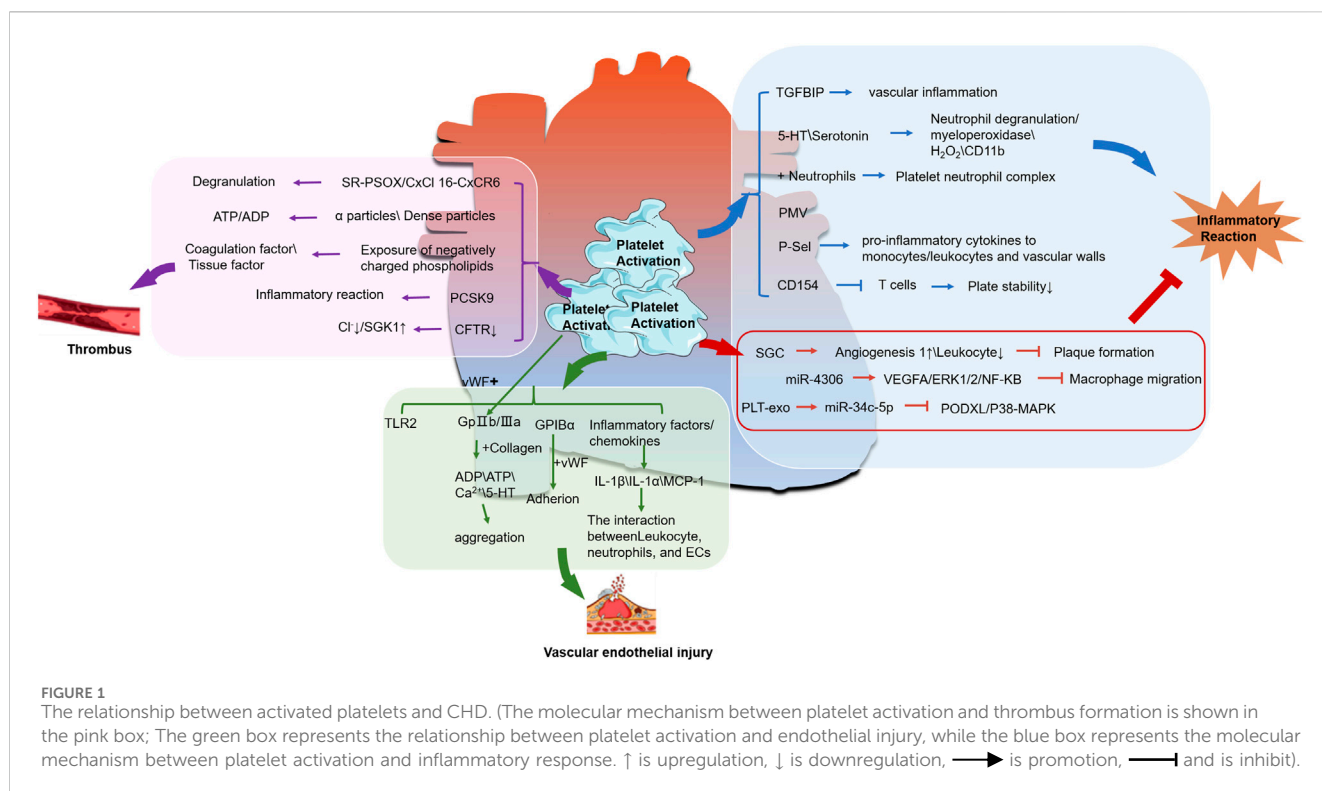 TGFBIP
vascular inflammation
5-HT\Serotonin
Neutrophil degranulation/
myeloperoxidase\
H₂O₂\CD11b
+ Neutrophils
Platelet neutrophil complex
PMV
P-Sel
pro-inflammatory cytokines to
monocytes/leukocytes and vascular walls
CD154
T cells
Plate stability↓
Inflammatory
Reaction
SGC
Angiogenesis 1↑\Leukocyte↓
Plaque formation
miR-4306
VEGFA/ERK1/2/NF-KB
Macrophage migration
PLT-exo
miR-34c-5p
PODXL/P38-MAPK
Platelet
Activation
Platelet
Activati
Platelet
Activation
Degranulation
SR-PSOX/CxCl 16-CxCR6
ATP/ADP
α particles\ Dense particles
Coagulation factor\
Tissue factor
Exposure of negatively
charged phospholipids
Inflammatory reaction
PCSK9
Cl⁻↓/SGK1↑
CFTR↓
Thrombus
vWF+
TLR2
GpⅡb/Ⅲa
GPIBα
Inflammatory factors/
chemokines
+Collagen
+vWF
ADP\ATP\
Ca²⁺\5-HT
Adherion
IL-1β\IL-1α\MCP-1
aggregation
The interaction
betweenLeukocyte,
neutrophils, and ECs
Vascular endothelial injury
FIGURE 1
The relationship between activated platelets and CHD. (The molecular mechanism between platelet activation and thrombus formation is shown in
the pink box; The green box represents the relationship between platelet activation and endothelial injury, while the blue box represents the molecular
mechanism between platelet activation and inflammatory response. ↑ is upregulation, ↓ is downregulation, ⟶ is promotion, ⊣ and is inhibit).